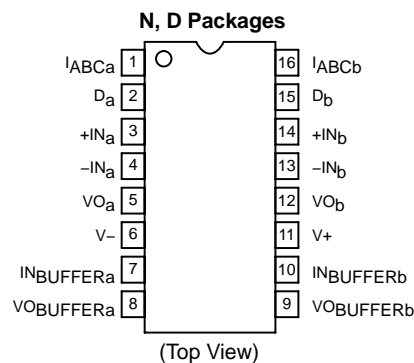 N, D Packages
IABCa 1 16 IABCb
Da 2 15 Db
+INa 3 14 +INb
−INa 4 13 −INb
VOa 5 12 VOb
V− 6 11 V+
INBUFFERa 7 10 INBUFFERb
VOBUFFERa 8 9 VOBUFFERb
(Top View)